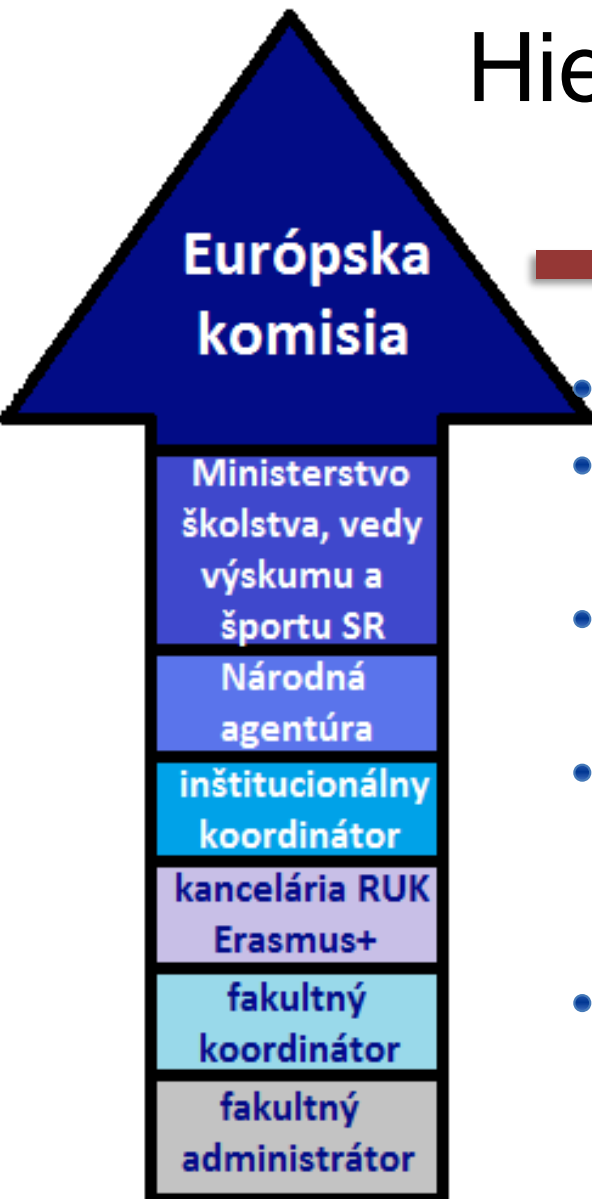 Hie
Európska
komisia
Ministerstvo
školstva, vedy
výskumu a
športu SR
Národná
agentúra
inštitucionálny
koordinátor
kancelária RUK
Erasmus+
fakultný
koordinátor
fakultný
administrátor